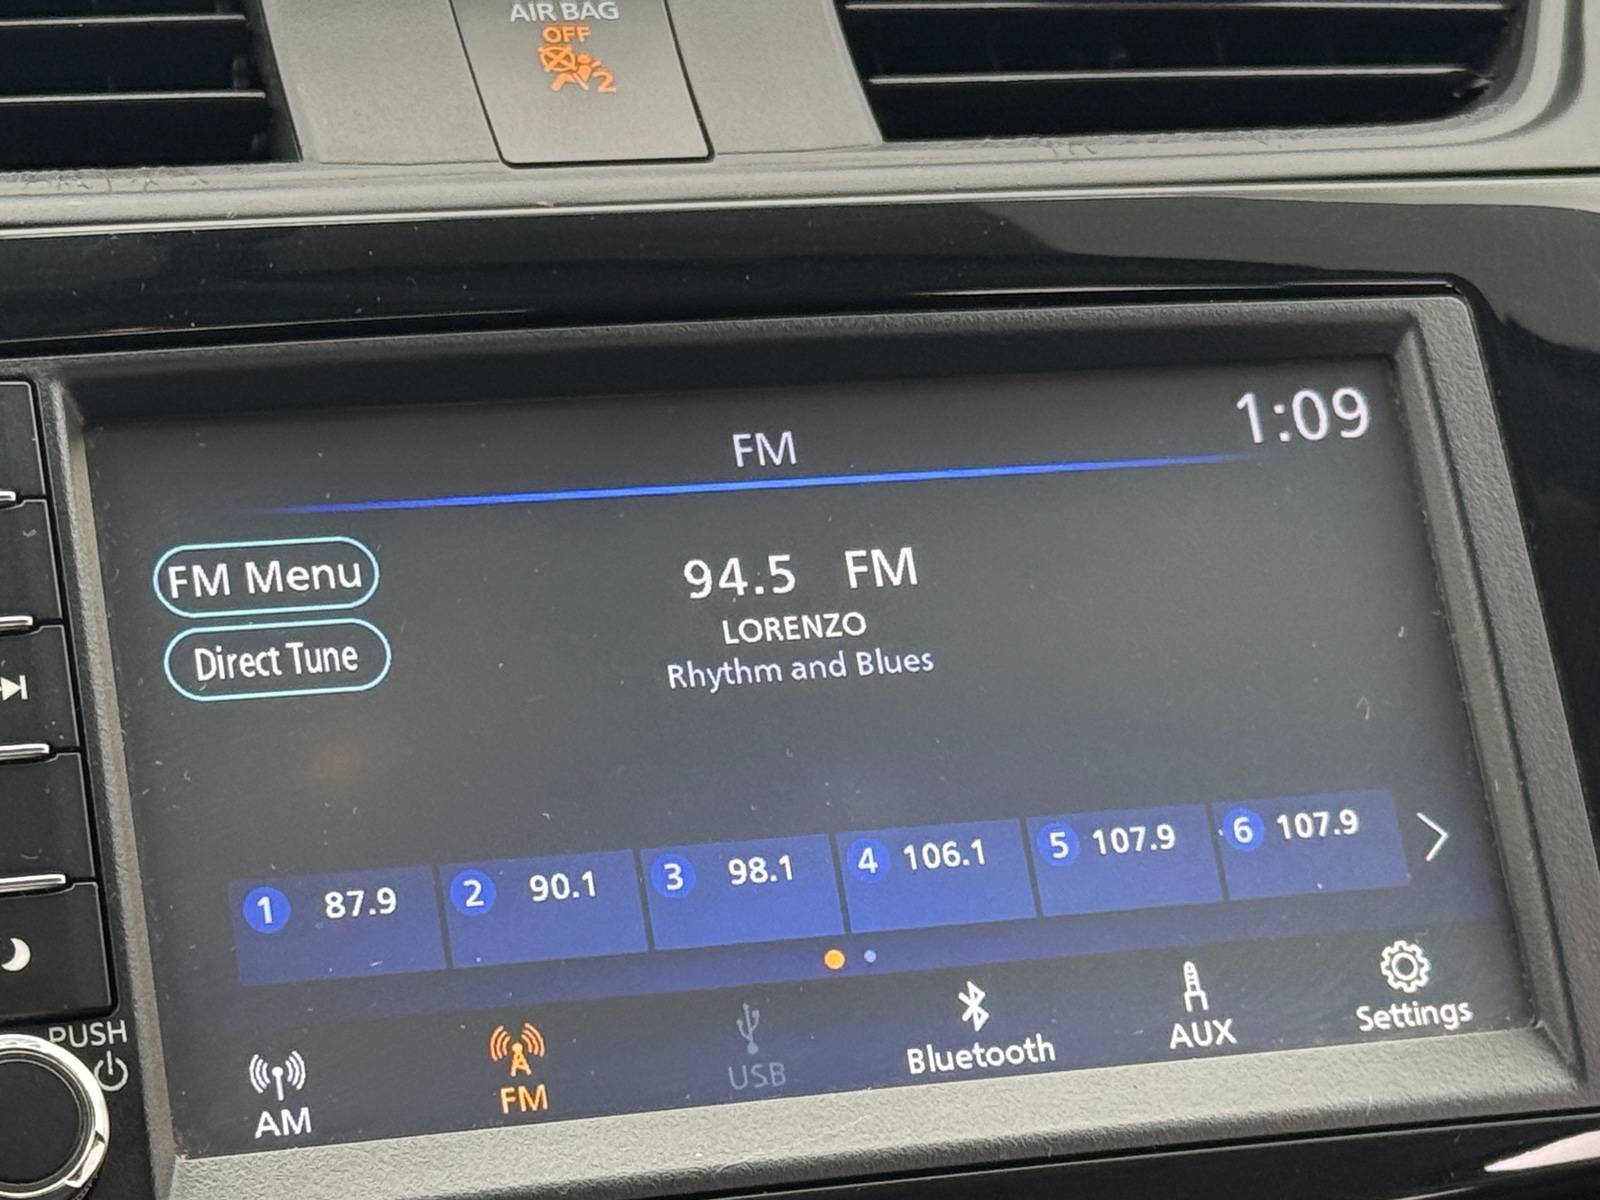 AIR BAG
OFF
2
FM
1:09
FM Menu
94.5 FM
LORENZO
Direct Tune
Rhythm and Blues
1 87.9
2 90.1
3 98.1
4 106.1
5 107.9
6 107.9
PUSH
AM
FM
USB
Bluetooth
AUX
Settings